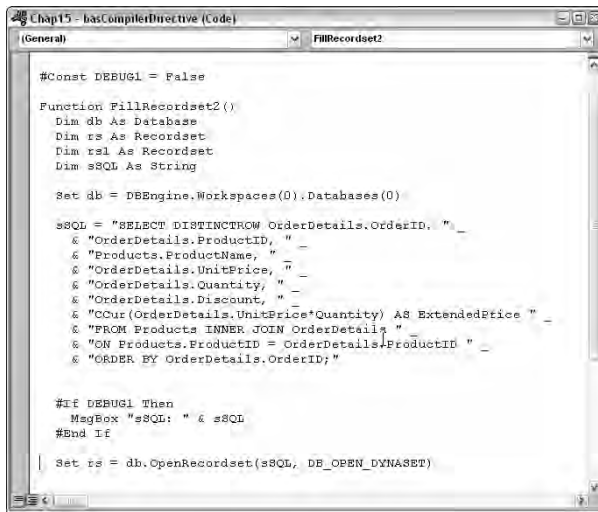 Chap15 - basCompilerDirective (Code)
(General) FillRecordset2
#Const DEBUG1 = False
Function FillRecordset2()
Dim db As Database
Dim rs As Recordset
Dim rs1 As Recordset
Dim sSQL As String
Set db = DBEngine.Workspaces(0).Databases(0)
sSQL = "SELECT DISTINCTROW OrderDetails.OrderID, " _
& "OrderDetails.ProductID, " _
& "Products.ProductName, " _
& "OrderDetails.UnitPrice, " _
& "OrderDetails.Quantity, " _
& "OrderDetails.Discount, " _
& "CCur(OrderDetails.UnitPrice*Quantity) AS ExtendedPrice " _
& "FROM Products INNER JOIN OrderDetails " _
& "ON Products.ProductID = OrderDetails.ProductID " _
& "ORDER BY OrderDetails.OrderID;"
#If DEBUG1 Then
MsgBox "sSQL: " & sSQL
#End If
Set rs = db.OpenRecordset(sSQL, DB_OPEN_DYNASET)